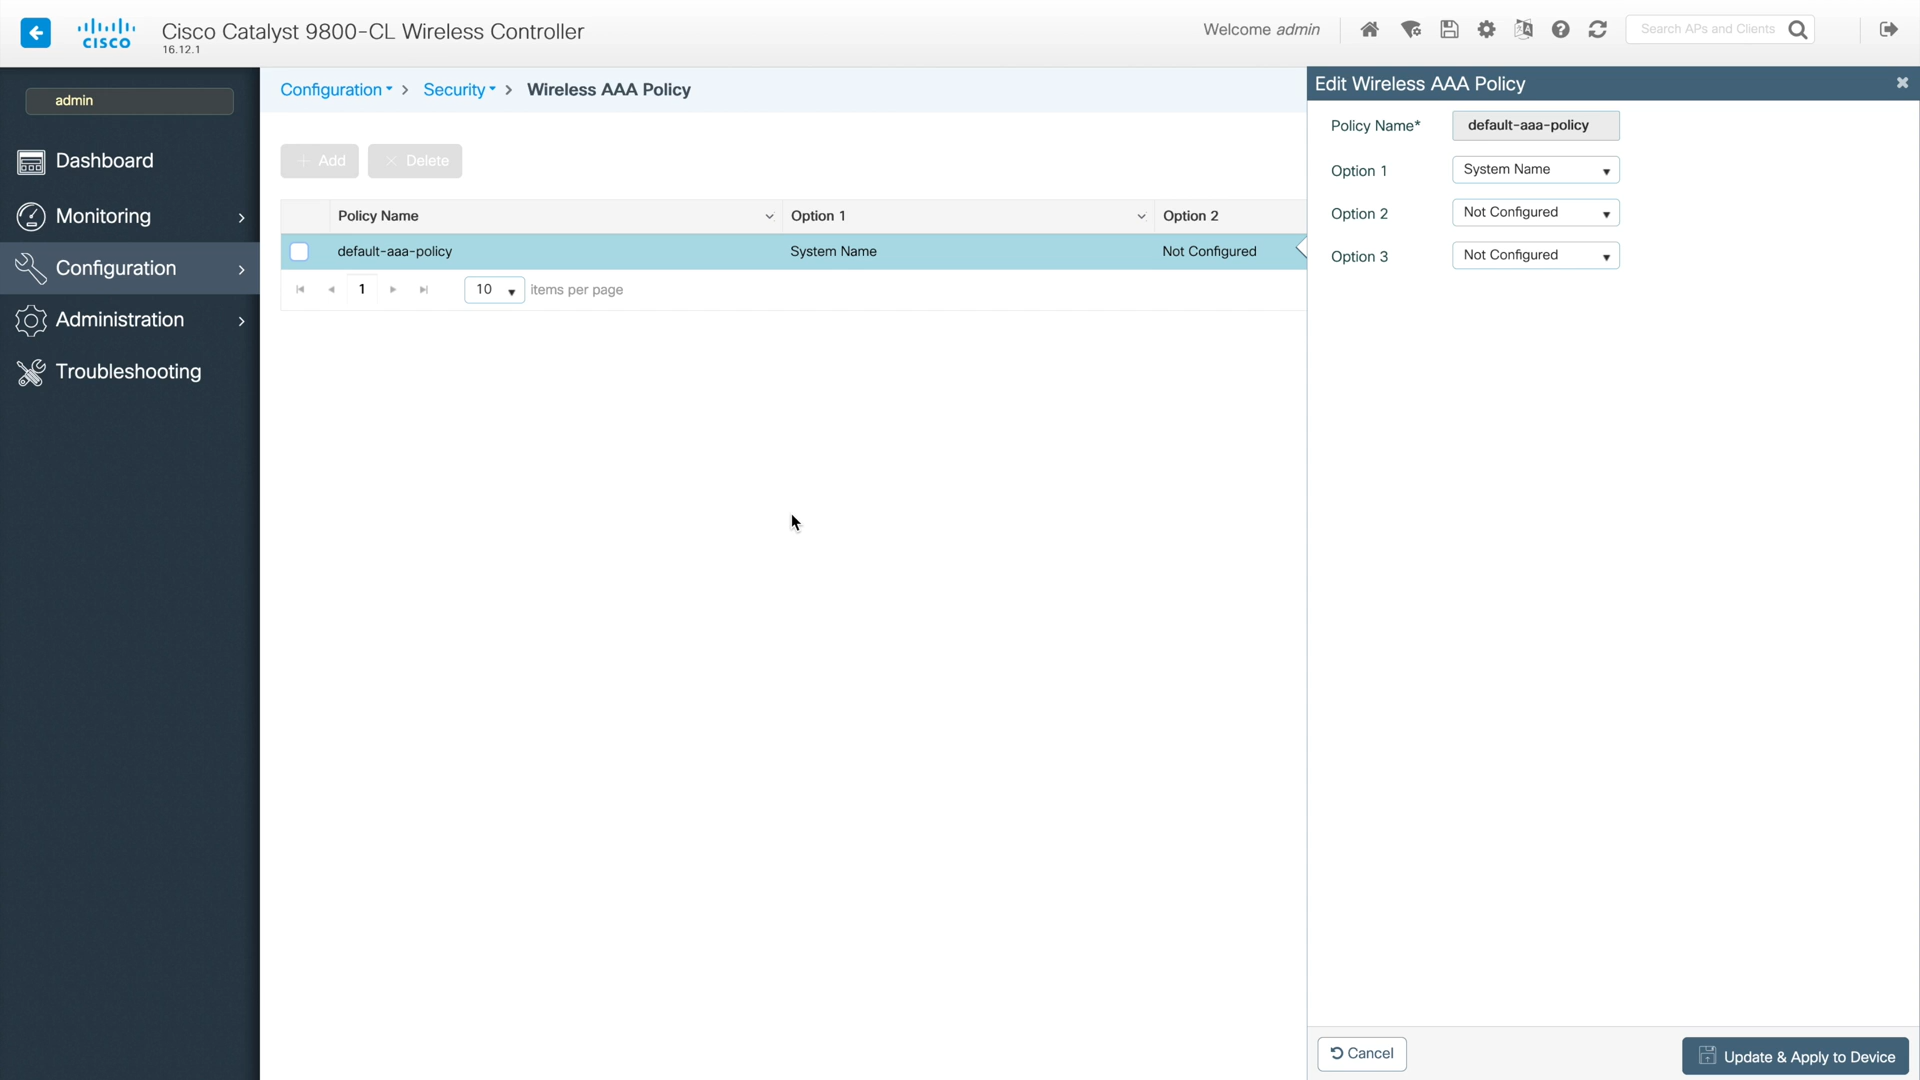 CISCO
Cisco Catalyst 9800-CL Wireless Controller
16.12.1
Welcome admin
Search APs and Clients
admin
Dashboard
Monitoring
Configuration
Administration
Troubleshooting
Configuration > Security > Wireless AAA Policy
+ Add
× Delete
Policy Name
Option 1
Option 2
default-aaa-policy
System Name
Not Configured
1
10
items per page
Edit Wireless AAA Policy
Policy Name*
default-aaa-policy
Option 1
System Name
Option 2
Not Configured
Option 3
Not Configured
Cancel
Update & Apply to Device